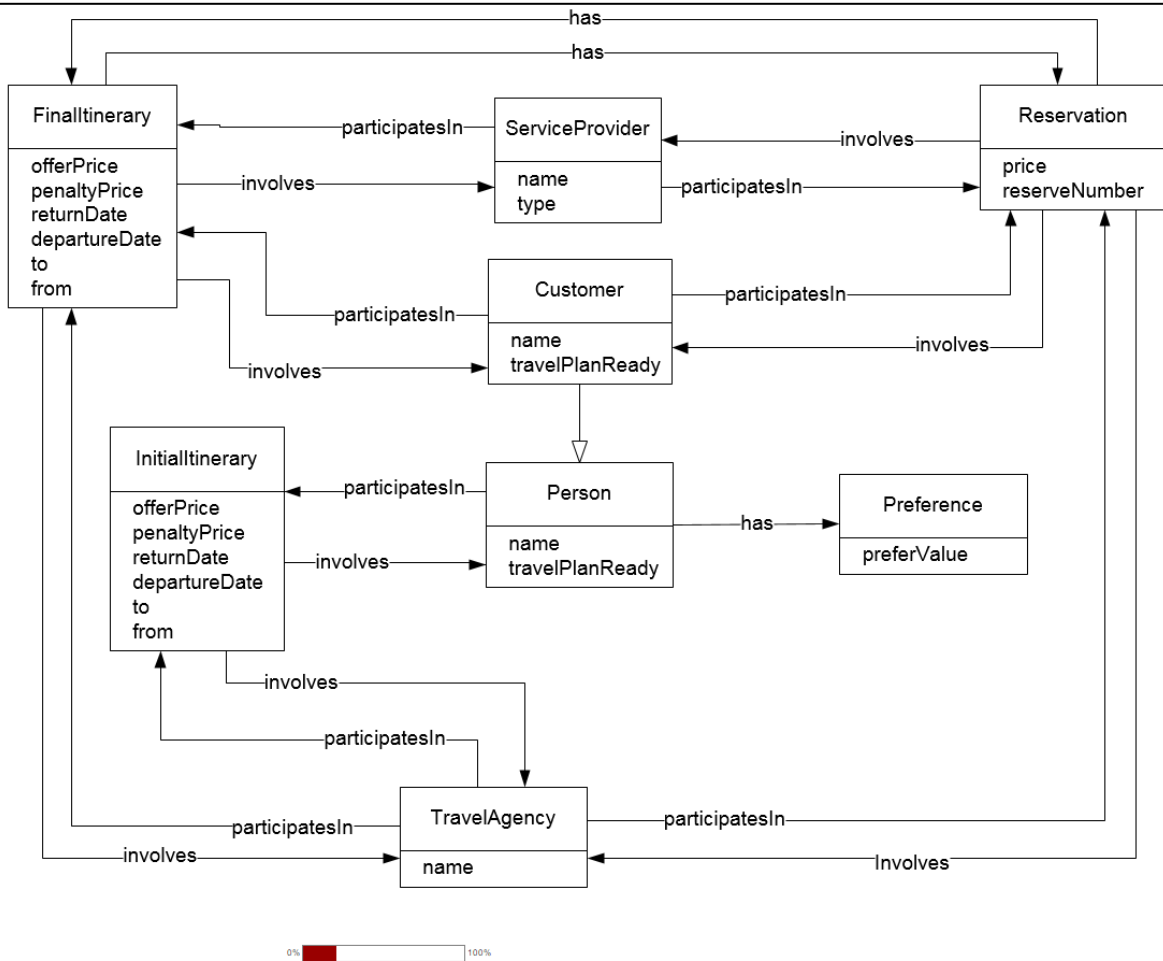 has
has
FinalItinerary
offerPrice
penaltyPrice
returnDate
departureDate
to
from
participatesIn
ServiceProvider
name
type
involves
Reservation
price
reserveNumber
involves
participatesIn
participatesIn
Customer
name
travelPlanReady
participatesIn
involves
involves
InitialItinerary
offerPrice
penaltyPrice
returnDate
departureDate
to
from
participatesIn
Person
name
travelPlanReady
has
Preference
preferValue
involves
involves
participatesIn
TravelAgency
name
participatesIn
participatesIn
involves
Involves
0%
100%